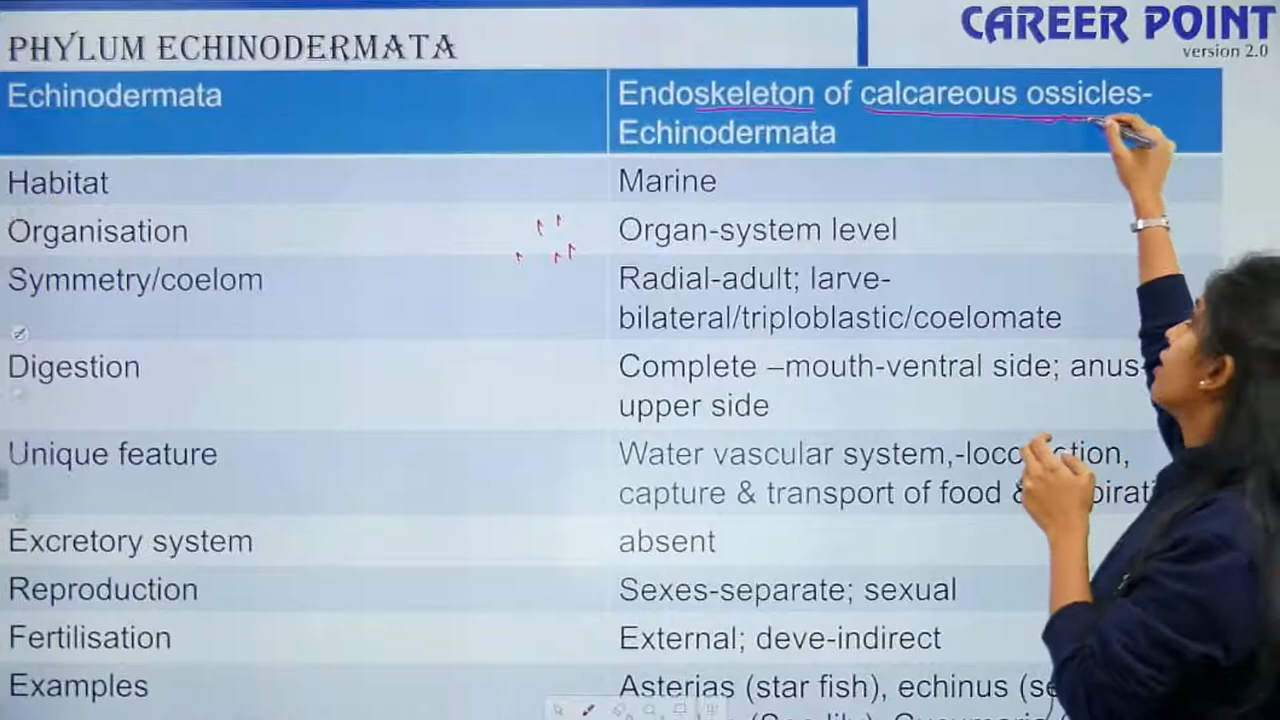 CAREER POINT
version 2.0
PHYLUM ECHINODERMATA
Echinodermata
Endoskeleton of calcareous ossicles-
Echinodermata
Habitat
Marine
Organisation
Organ-system level
Symmetry/coelom
Radial-adult; larve-
bilateral/triploblastic/coelomate
Digestion
Complete –mouth-ventral side; anus-
upper side
Unique feature
Water vascular system,-
capture & transport of food &
Excretory system
absent
Reproduction
Sexes-separate; sexual
Fertilisation
External; deve-indirect
Examples
Asterias (star fish), echinus